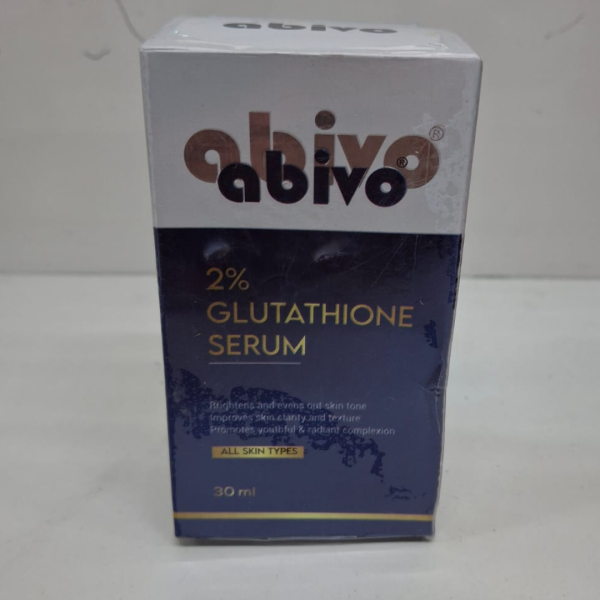 abivo
abivo®
abivo®
2%
GLUTATHIONE
SERUM
Brightens and evens out skin tone
Improves skin clarity and texture
Promotes youthful & radiant complexion
ALL SKIN TYPES
30 ml